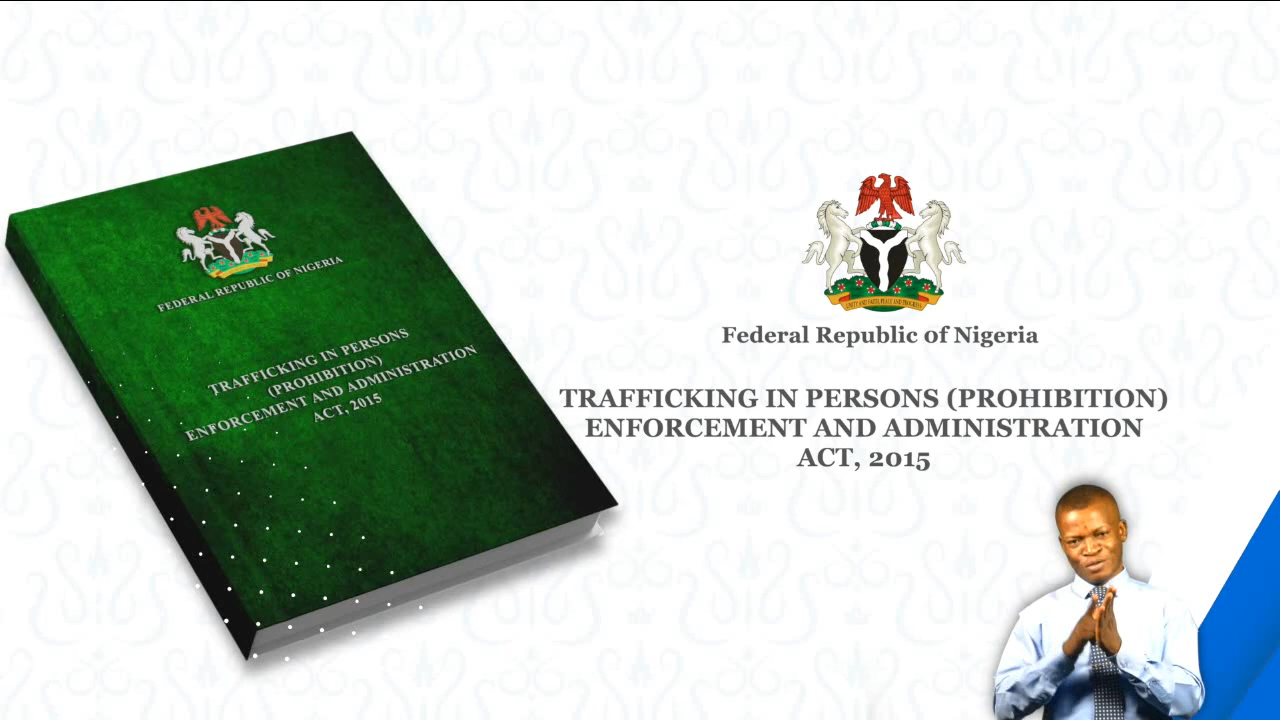 FEDERAL REPUBLIC OF NIGERIA
TRAFFICKING IN PERSONS
(PROHIBITION)
ENFORCEMENT AND ADMINISTRATION
ACT, 2015
UNITY AND FAITH, PEACE AND PROGRESS
Federal Republic of Nigeria
TRAFFICKING IN PERSONS (PROHIBITION)
ENFORCEMENT AND ADMINISTRATION
ACT, 2015